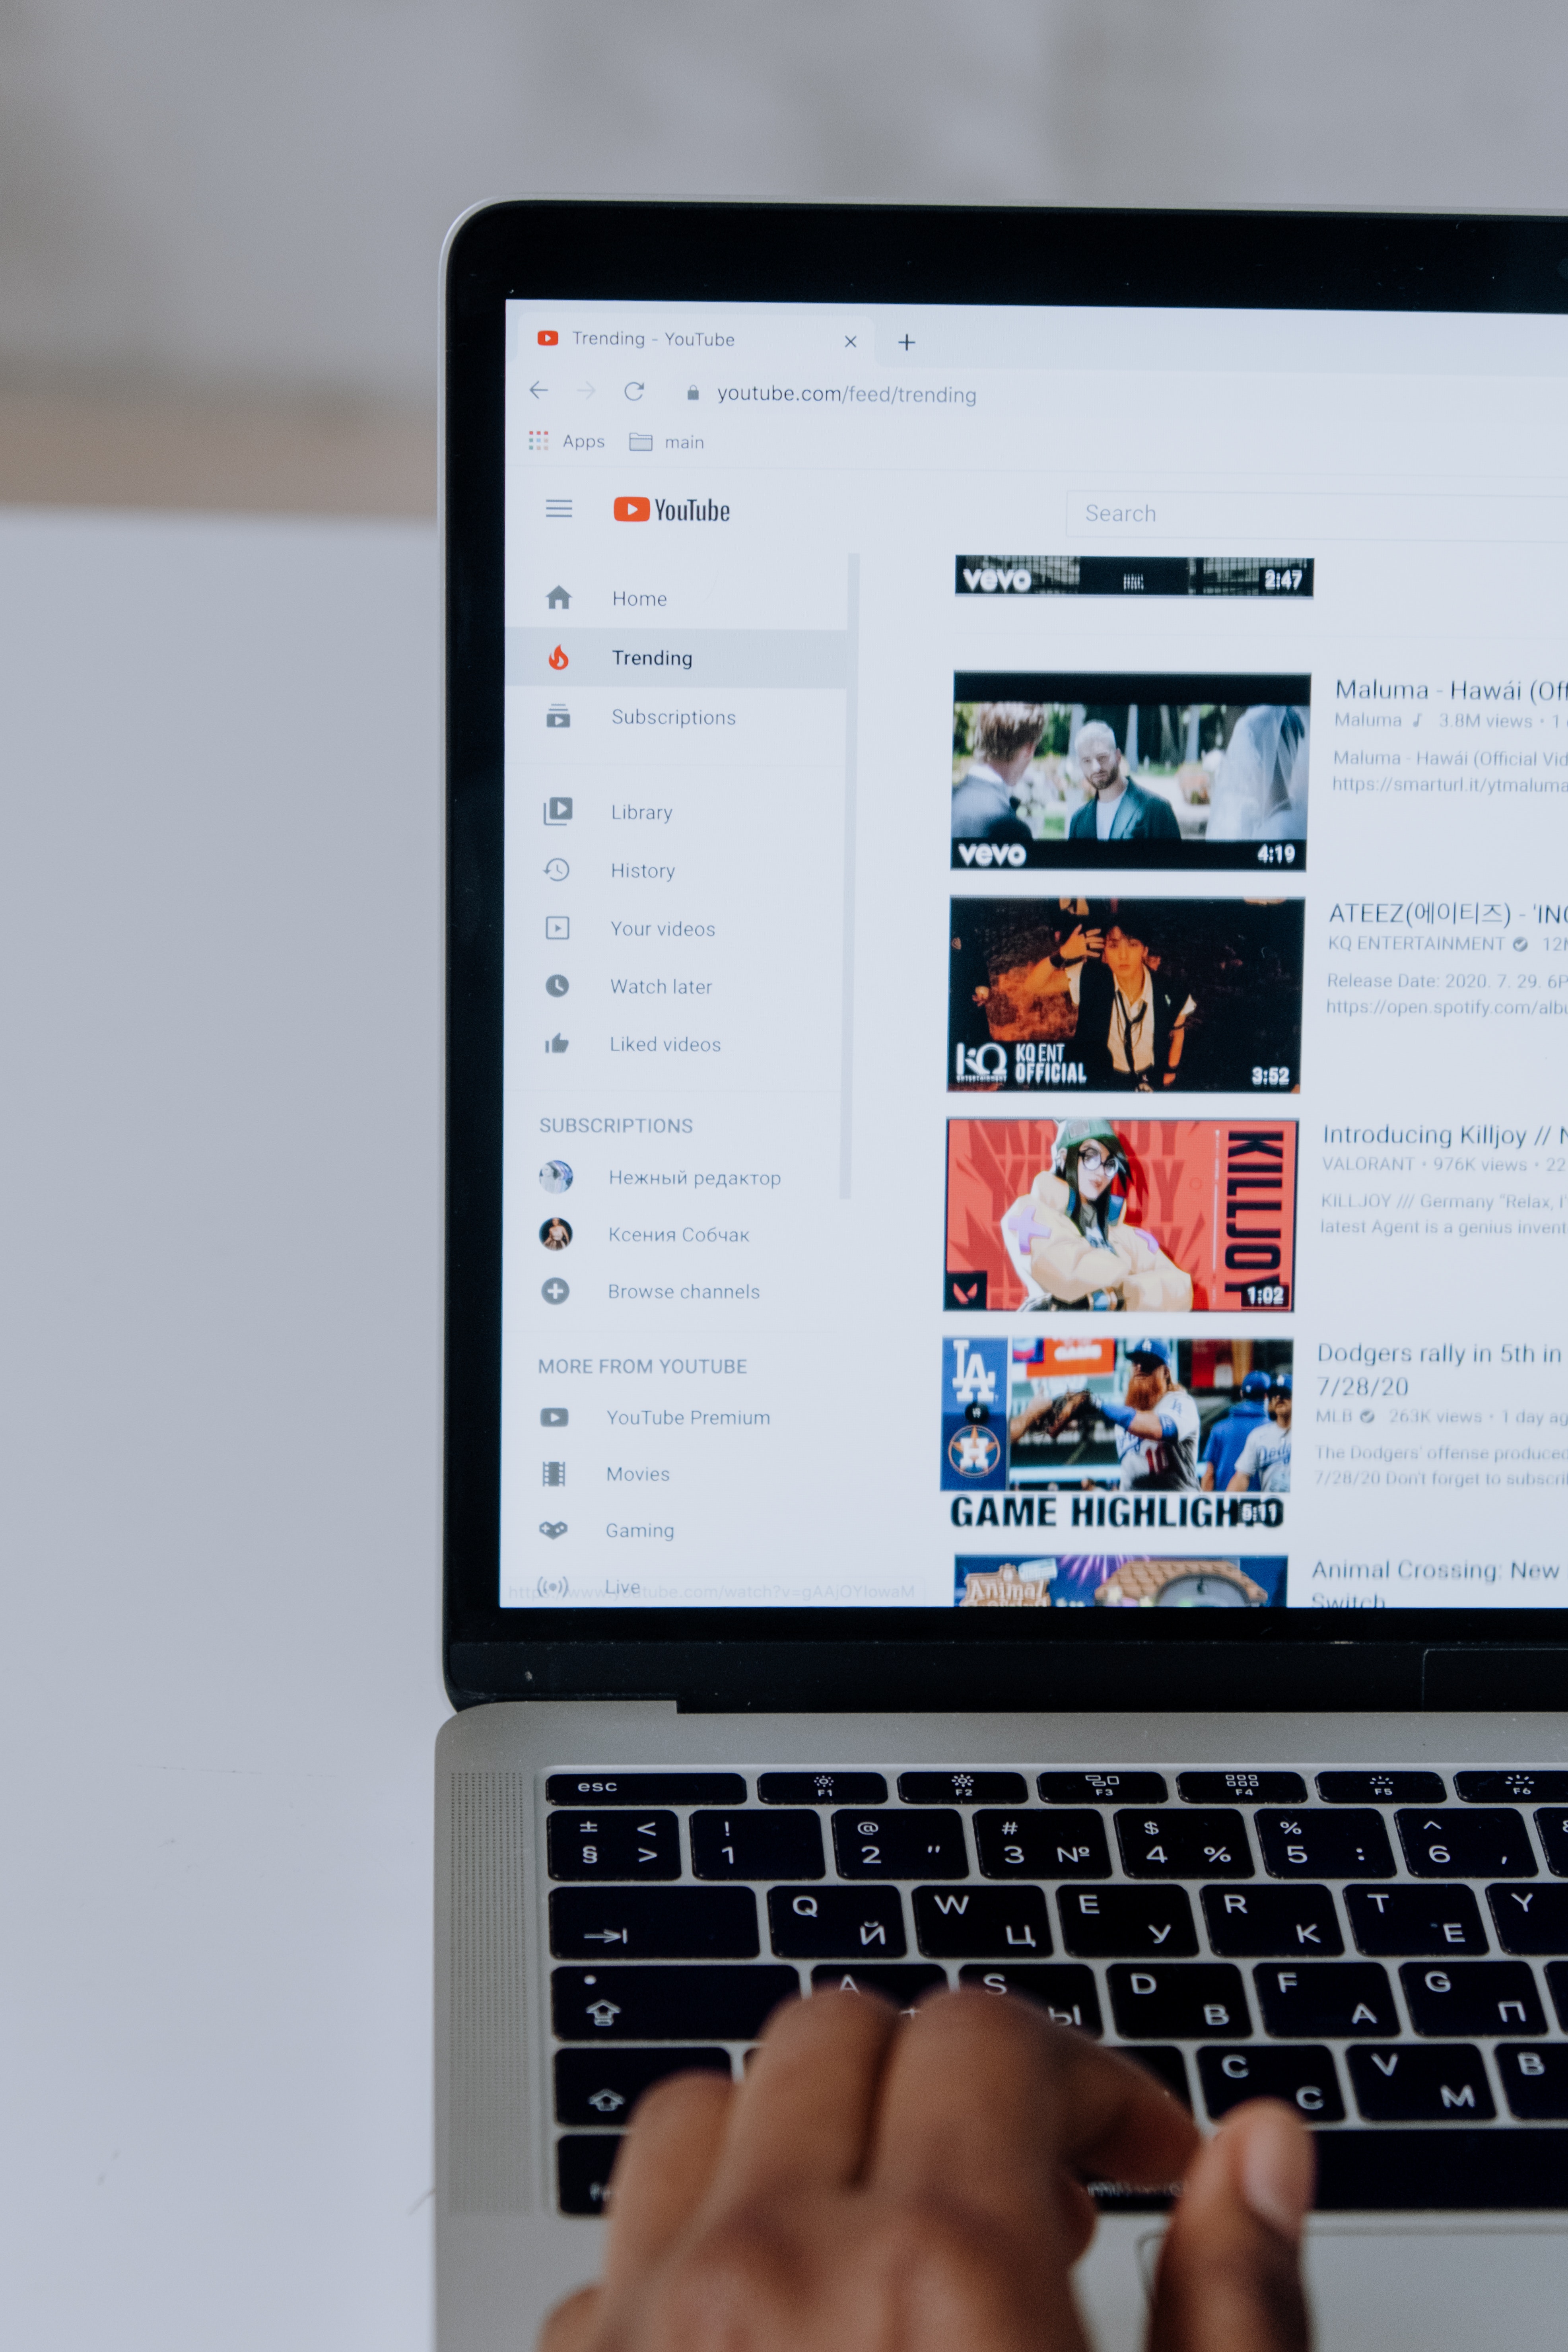 Trending - YouTube
youtube.com/feed/trending
Apps main
YouTube
Search
Home
Trending
Subscriptions
Library
History
Your videos
Watch later
Liked videos
SUBSCRIPTIONS
Нежный редактор
Ксения Собчак
Browse channels
MORE FROM YOUTUBE
YouTube Premium
Movies
Gaming
Live
https://www.youtube.com/watch?v=gAAjOYIowaM
vevo 2:47
vevo 4:19
Maluma - Hawái (Off
Maluma 3.8M views • 1
Maluma - Hawái (Official Vid
https://smarturl.it/ytmaluma
KQ
ENTERTAINMENT
KQ ENT
OFFICIAL
3:52
ATEEZ(에이티즈) - 'IN
KQ ENTERTAINMENT 12
Release Date: 2020. 7. 29. 6P
https://open.spotify.com/albu
KILLJOY
1:02
Introducing Killjoy // N
VALORANT • 976K views • 22
KILLJOY /// Germany "Relax, I'
latest Agent is a genius invent
LA
H
GAME HIGHLIGHT
5:11
Dodgers rally in 5th in
7/28/20
MLB 263K views • 1 day ag
The Dodgers' offense produced
7/28/20 Don't forget to subscri
Animal
Animal Crossing: New
Switch
esc F1 F2 F3 F4 F5 F6
± < ! @ # $ % ^
§ > 1 2 " 3 № 4 % 5 : 6 ,
Q W E R T Y
Й Ц У К Е
A S D F G
Ы В А П
C V B
С М